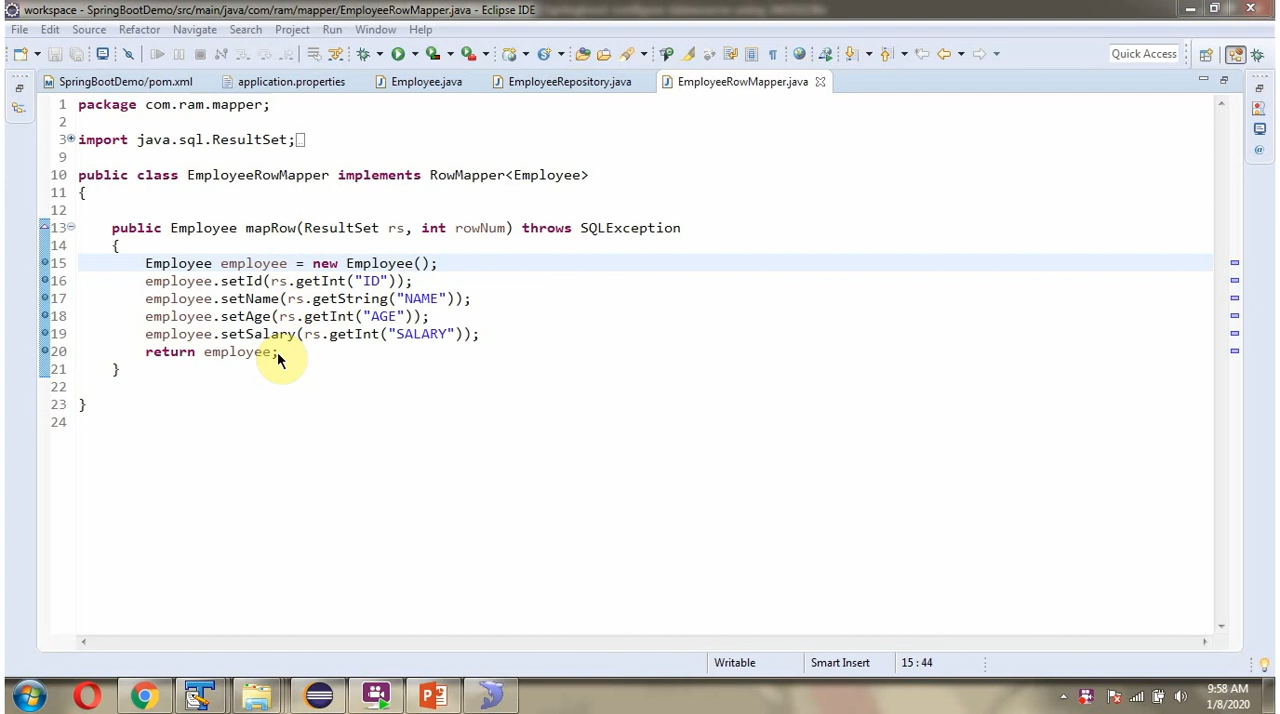 workspace - SpringBootDemo/src/main/java/com/ram/mapper/EmployeeRowMapper.java - Eclipse IDE
File Edit Source Refactor Navigate Search Project Run Window Help
Quick Access
SpringBootDemo/pom.xml application.properties Employee.java EmployeeRepository.java EmployeeRowMapper.java
1 package com.ram.mapper;
2
3 import java.sql.ResultSet;
9
10 public class EmployeeRowMapper implements RowMapper<Employee>
11 {
12
13 public Employee mapRow(ResultSet rs, int rowNum) throws SQLException
14 {
15 Employee employee = new Employee();
16 employee.setId(rs.getInt("ID"));
17 employee.setName(rs.getString("NAME"));
18 employee.setAge(rs.getInt("AGE"));
19 employee.setSalary(rs.getInt("SALARY"));
20 return employee;
21 }
22
23 }
24
Writable Smart Insert 15 : 44
9:58 AM
1/8/2020